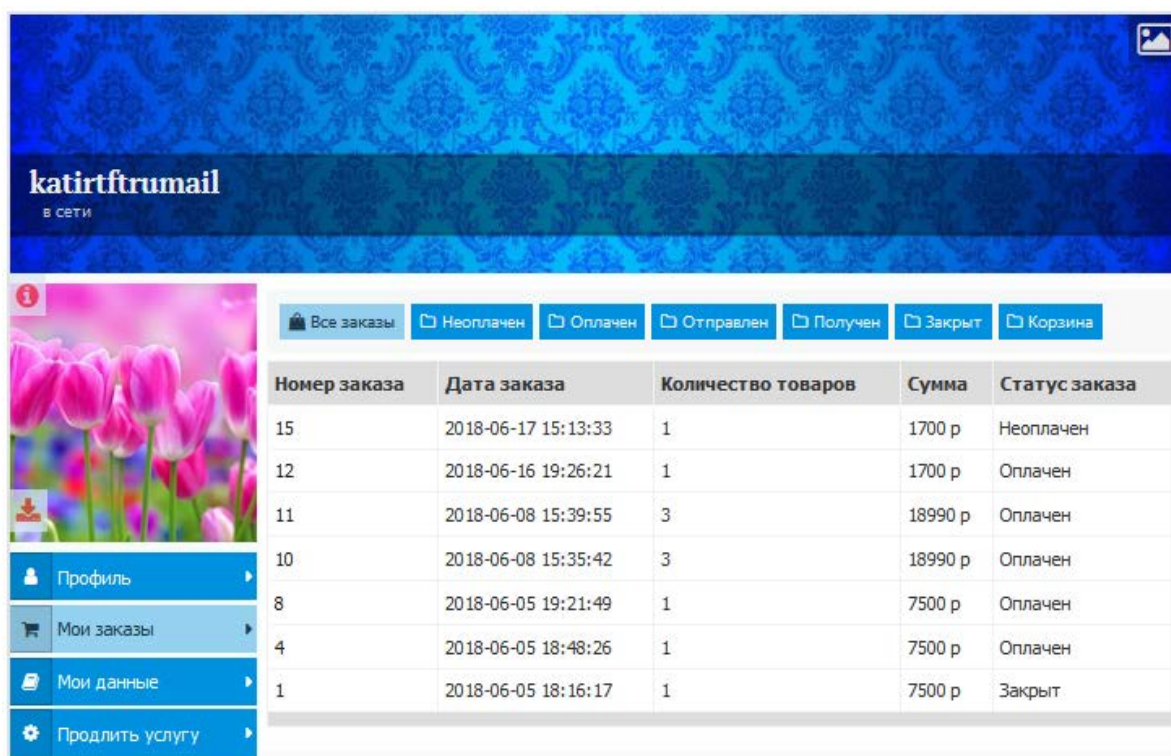 katirtftrumail
в сети
Все заказы Неоплачен Оплачен Отправлен Получен Закрыт Корзина
Номер заказа Дата заказа Количество товаров Сумма Статус заказа
15 2018-06-17 15:13:33 1 1700 р Неоплачен
12 2018-06-16 19:26:21 1 1700 р Оплачен
11 2018-06-08 15:39:55 3 18990 р Оплачен
10 2018-06-08 15:35:42 3 18990 р Оплачен
8 2018-06-05 19:21:49 1 7500 р Оплачен
4 2018-06-05 18:48:26 1 7500 р Оплачен
1 2018-06-05 18:16:17 1 7500 р Закрыт
Профиль
Мои заказы
Мои данные
Продлить услугу